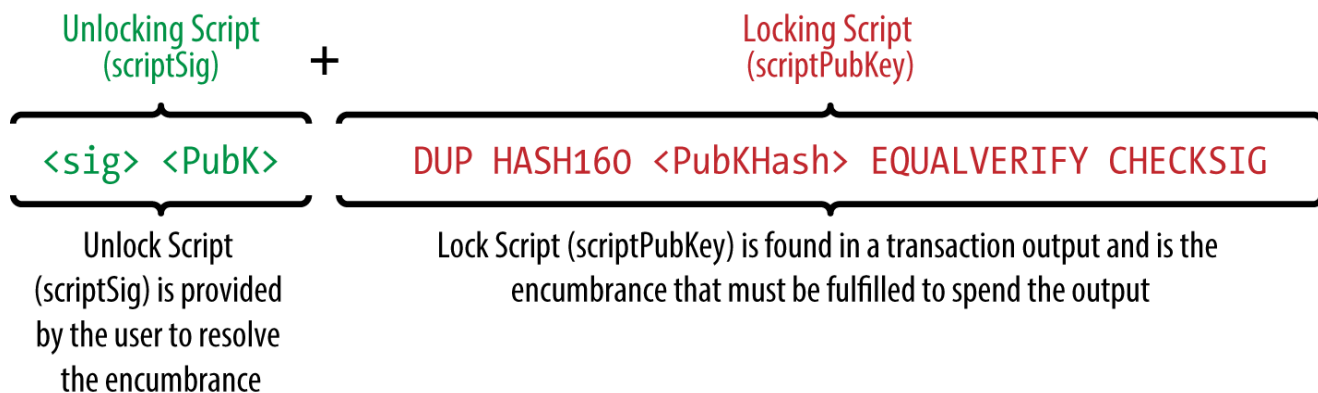 Unlocking Script
(scriptSig)
+
Locking Script
(scriptPubKey)
<sig> <PubK>
DUP HASH160 <PubKHash> EQUALVERIFY CHECKSIG
Unlock Script
(scriptSig) is provided
by the user to resolve
the encumbrance
Lock Script (scriptPubKey) is found in a transaction output and is the
encumbrance that must be fulfilled to spend the output